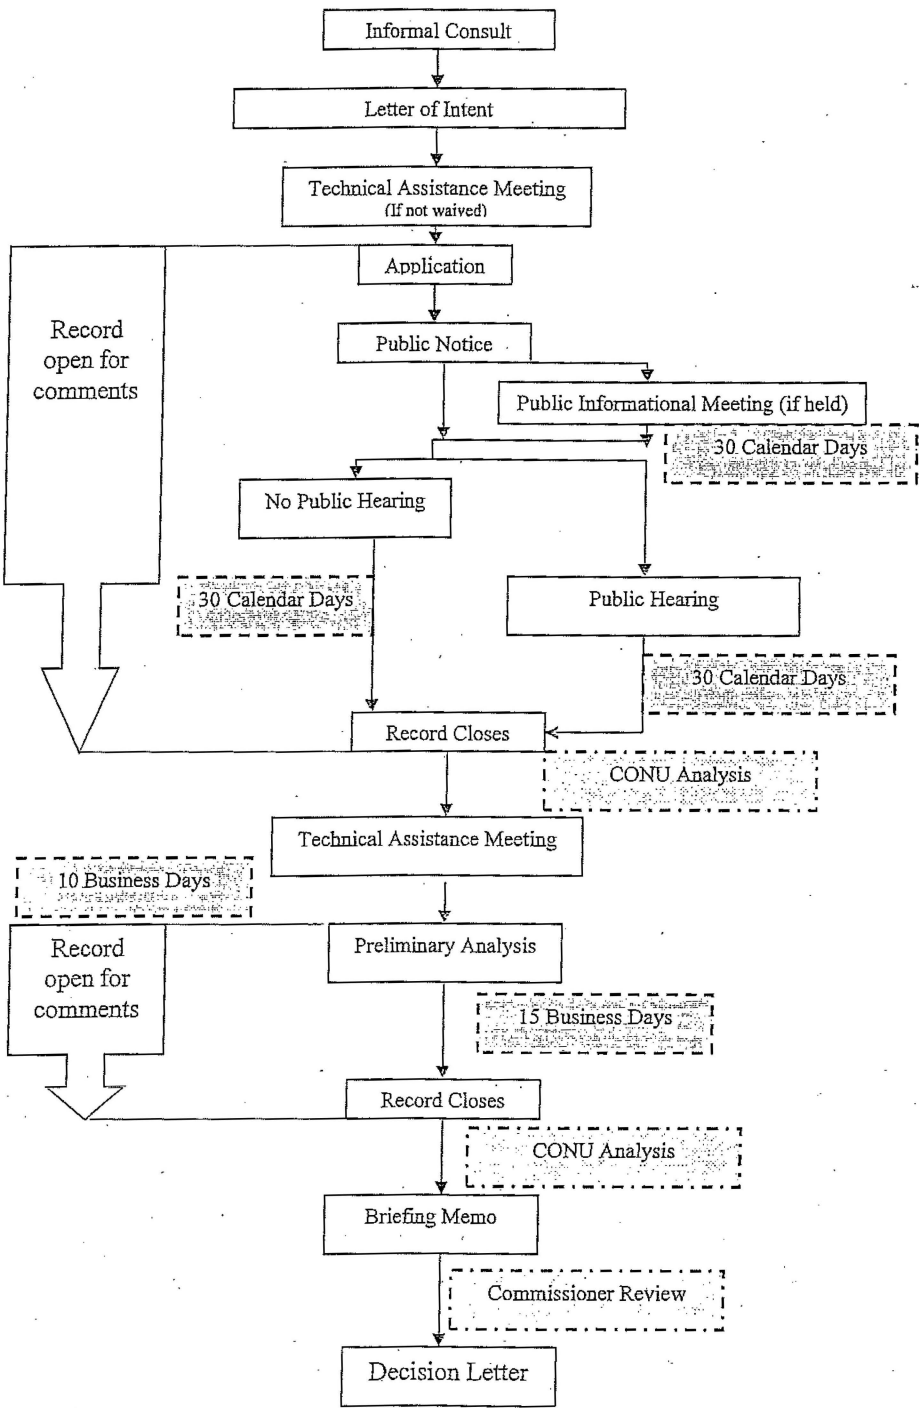 Informal Consult
Letter of Intent
Technical Assistance Meeting
(If not waived)
Application
Record
open for
comments
Public Notice
Public Informational Meeting (if held)
30 Calendar Days
No Public Hearing
30 Calendar Days
Public Hearing
30 Calendar Days
Record Closes
CONU Analysis
Technical Assistance Meeting
10 Business Days
Preliminary Analysis
Record
open for
comments
15 Business Days
Record Closes
CONU Analysis
Briefing Memo
Commissioner Review
Decision Letter